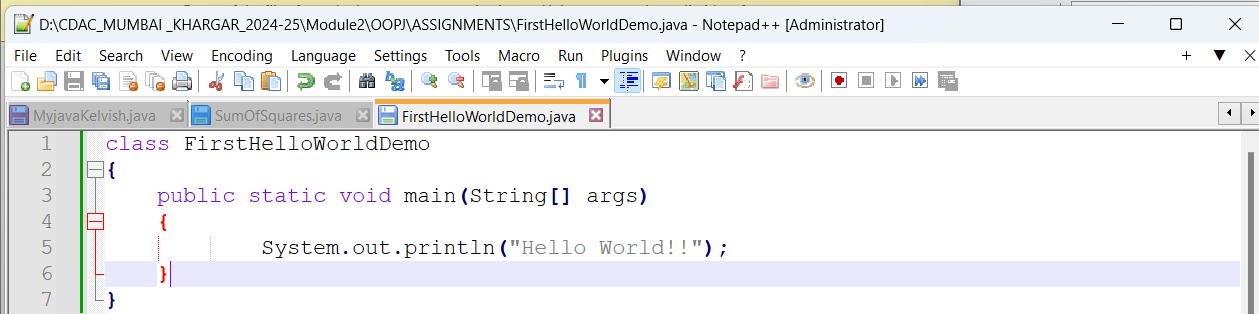 D:\CDAC_MUMBAI _KHARGAR_2024-25\Module2\OOPJ\ASSIGNMENTS\FirstHelloWorldDemo.java - Notepad++ [Administrator]
File Edit Search View Encoding Language Settings Tools Macro Run Plugins Window ?
MyjavaKelvish.java SumOfSquares.java FirstHelloWorldDemo.java
1 class FirstHelloWorldDemo
2 {
3 public static void main(String[] args)
4 {
5 System.out.println("Hello World!!");
6 }
7 }